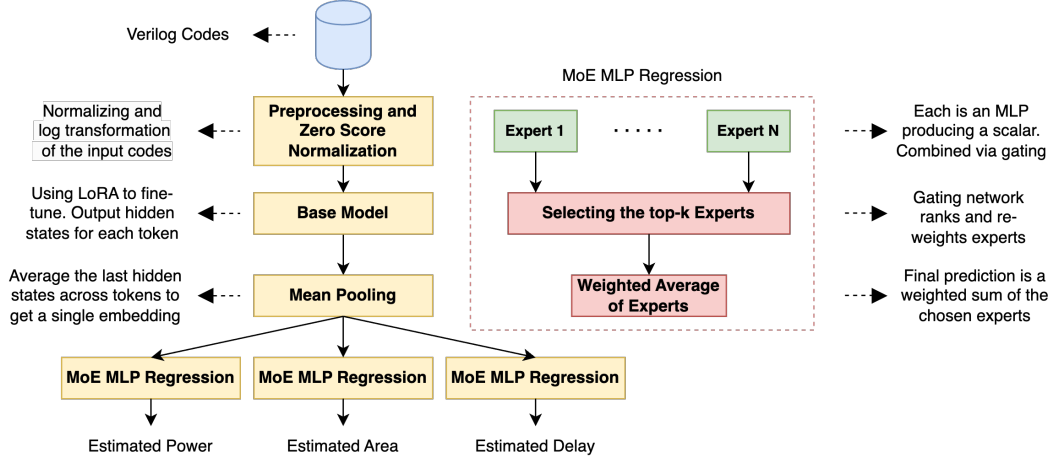 Verilog Codes
Normalizing and
log transformation
of the input codes
Preprocessing and
Zero Score
Normalization
Using LoRA to fine-
tune. Output hidden
states for each token
Base Model
Average the last hidden
states across tokens to
get a single embedding
Mean Pooling
MoE MLP Regression
MoE MLP Regression
MoE MLP Regression
Estimated Power
Estimated Area
Estimated Delay
MoE MLP Regression
Expert 1
. . . . .
Expert N
Each is an MLP
producing a scalar.
Combined via gating
Selecting the top-k Experts
Gating network
ranks and re-
weights experts
Weighted Average
of Experts
Final prediction is a
weighted sum of the
chosen experts